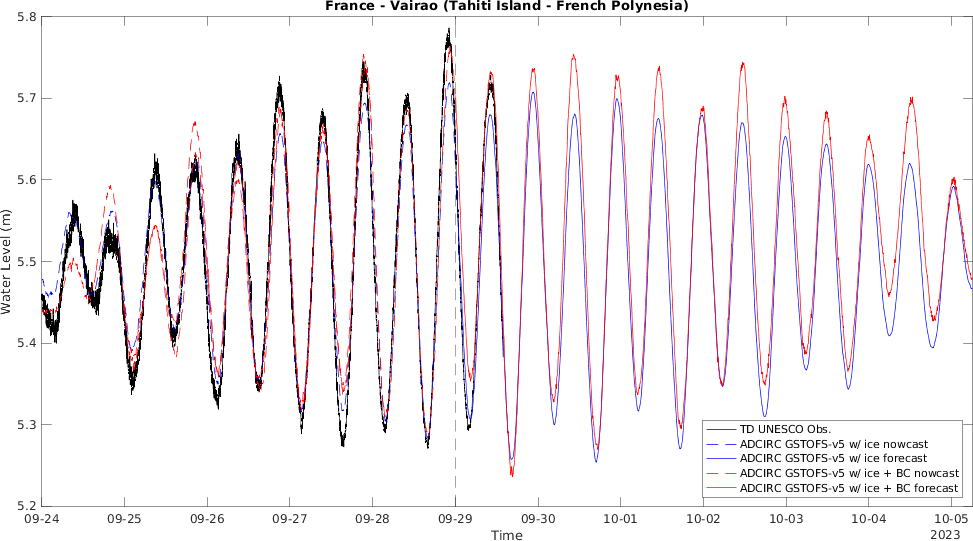 France - Vairao (Tahiti Island - French Polynesia)
5.8
5.7
5.6
5.5
5.4
5.3
5.2
Water Level (m)
09-24 09-25 09-26 09-27 09-28 09-29 09-30 10-01 10-02 10-03 10-04 10-05
2023
Time
TD UNESCO Obs.
ADCIRC GSTOFS-v5 w/ ice nowcast
ADCIRC GSTOFS-v5 w/ ice forecast
ADCIRC GSTOFS-v5 w/ ice + BC nowcast
ADCIRC GSTOFS-v5 w/ ice + BC forecast